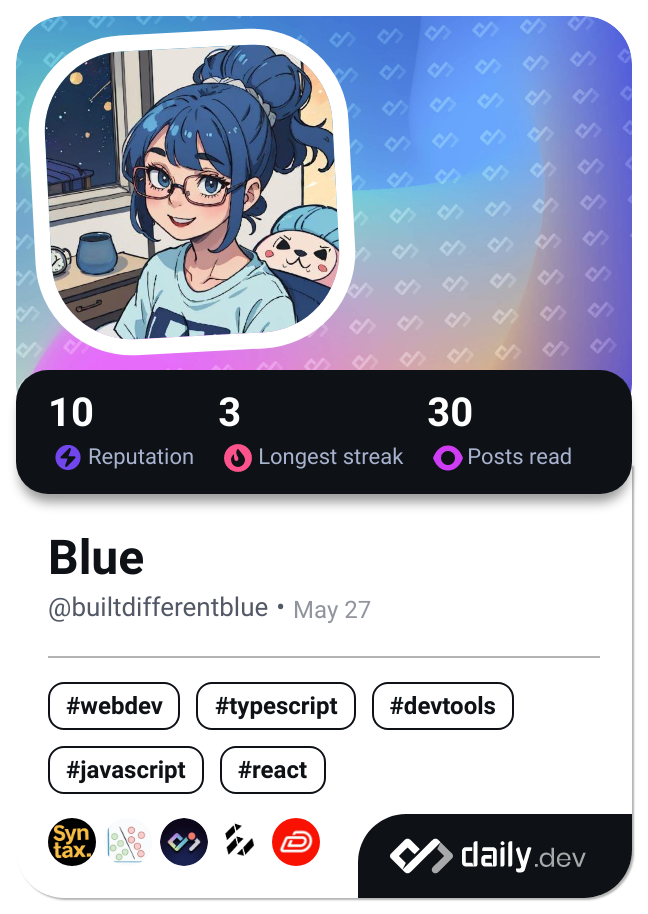 10 3 30
Reputation Longest streak Posts read
Blue
@builtdifferentblue • May 27
#webdev #typescript #devtools
#javascript #react
Syn
tax.
daily.dev